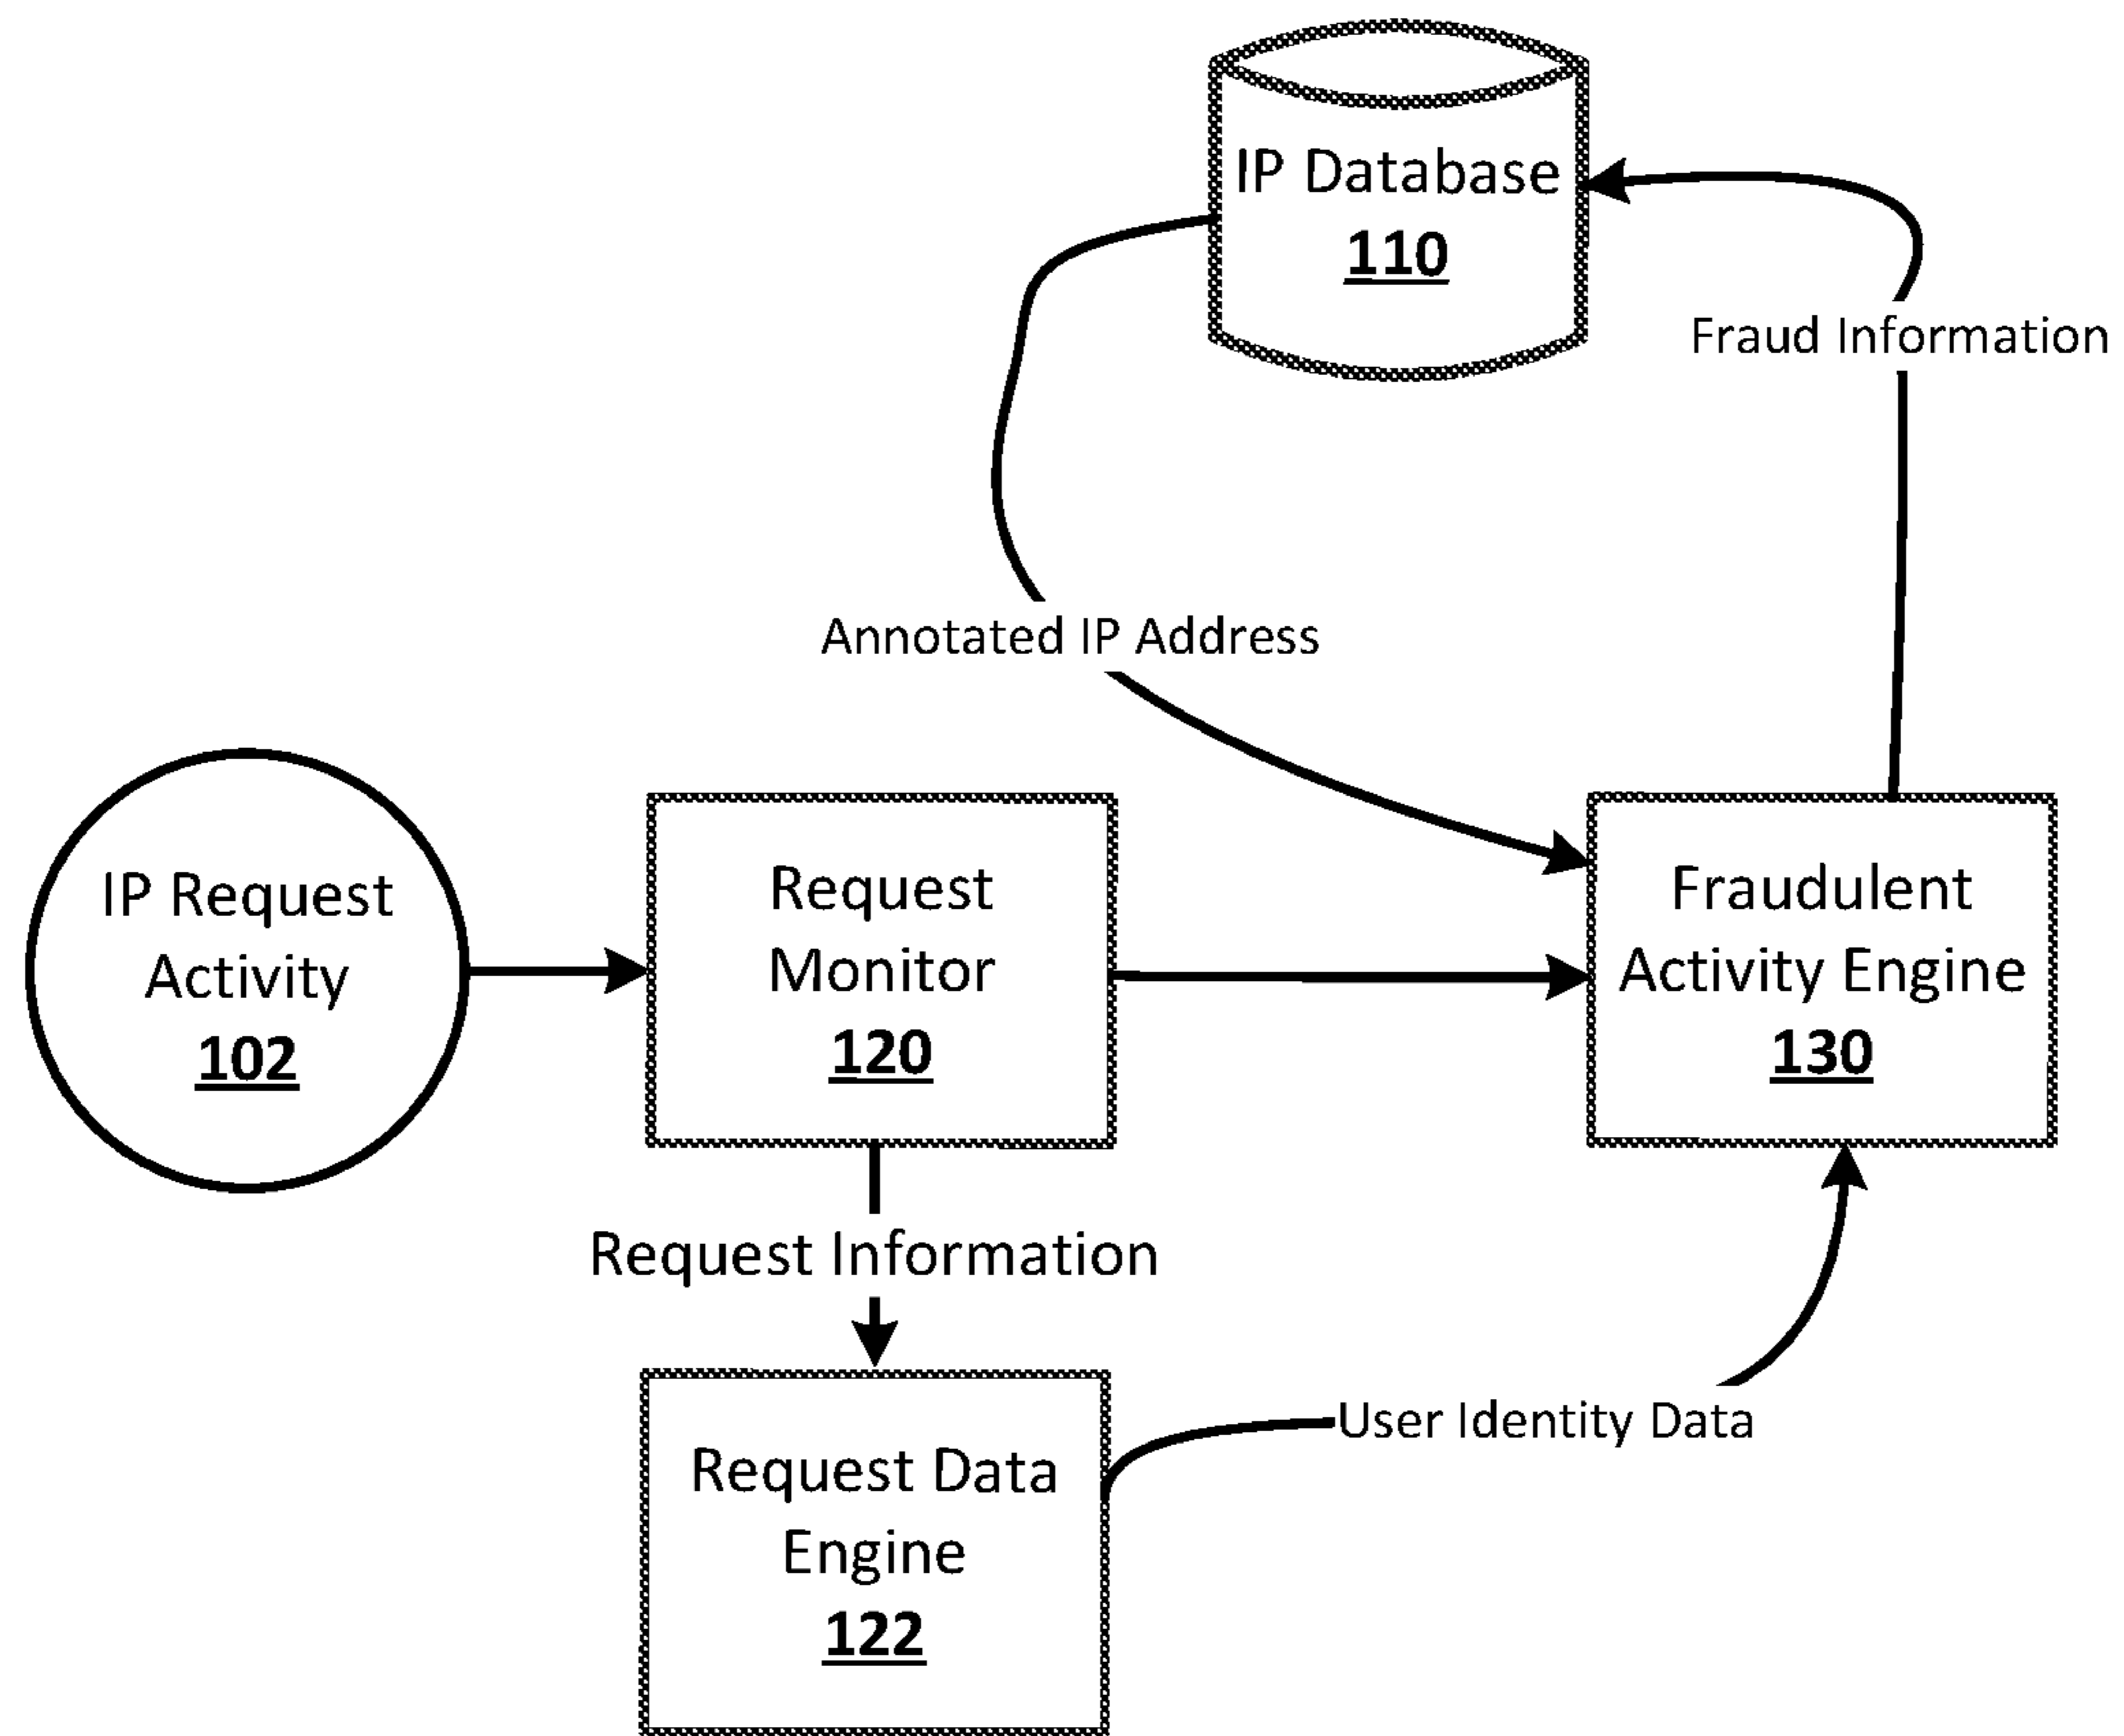 IP Database
110
Fraud Information
Annotated IP Address
IP Request
Activity
102
Request
Monitor
120
Fraudulent
Activity Engine
130
Request Information
User Identity Data
Request Data
Engine
122